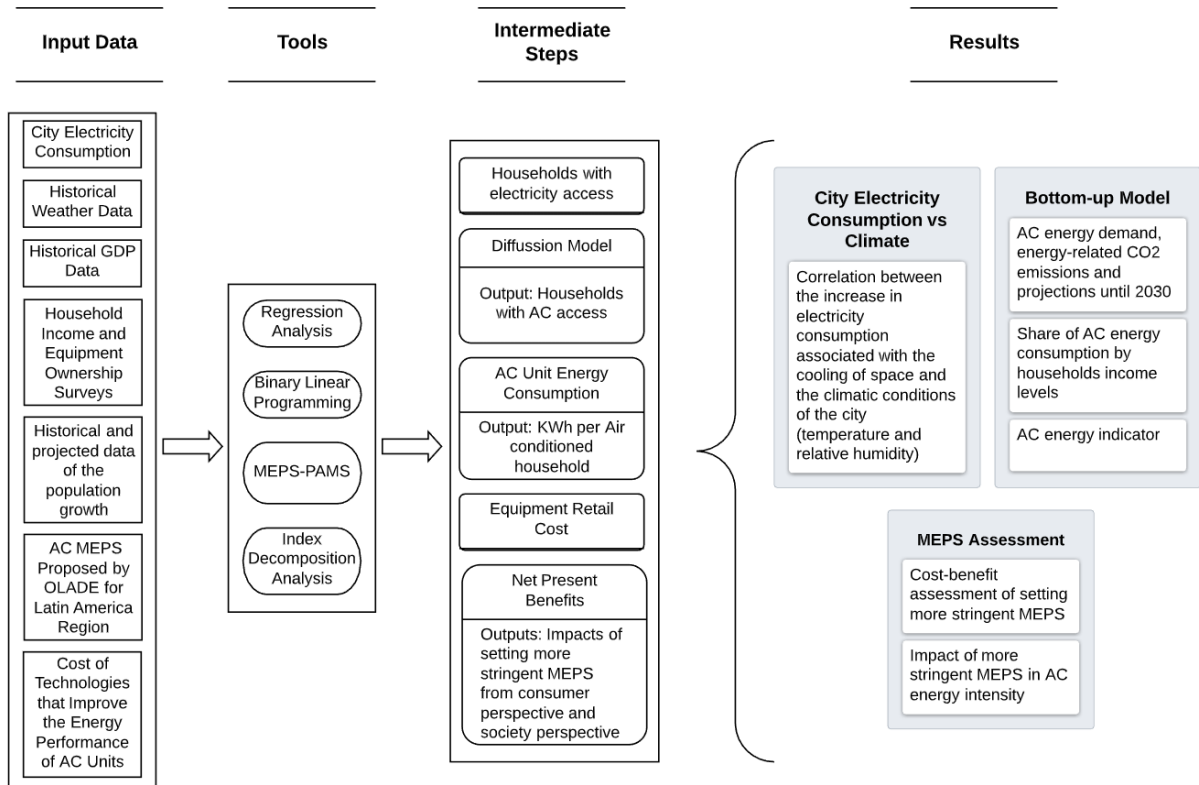 Input Data
Tools
Intermediate
Steps
Results
City Electricity
Consumption
Historical
Weather Data
Historical GDP
Data
Household
Income and
Equipment
Ownership
Surveys
Historical and
projected data
of the
population
growth
AC MEPS
Proposed by
OLADE for
Latin America
Region
Cost of
Technologies
that Improve
the Energy
Performance
of AC Units
Regression
Analysis
Binary Linear
Programming
MEPS-PAMS
Index
Decomposition
Analysis
Households with
electricity access
Diffussion Model
Output: Households
with AC access
AC Unit Energy
Consumption
Output: KWh per Air
conditioned
household
Equipment Retail
Cost
Net Present
Benefits
Outputs: Impacts of
setting more
stringent MEPS
from consumer
perspective and
society perspective
City Electricity
Consumption vs
Climate
Correlation between
the increase in
electricity
consumption
associated with the
cooling of space and
the climatic conditions
of the city
(temperature and
relative humidity)
Bottom-up Model
AC energy demand,
energy-related CO2
emissions and
projections until 2030
Share of AC energy
consumption by
households income
levels
AC energy indicator
MEPS Assessment
Cost-benefit
assessment of setting
more stringent MEPS
Impact of more
stringent MEPS in AC
energy intensity